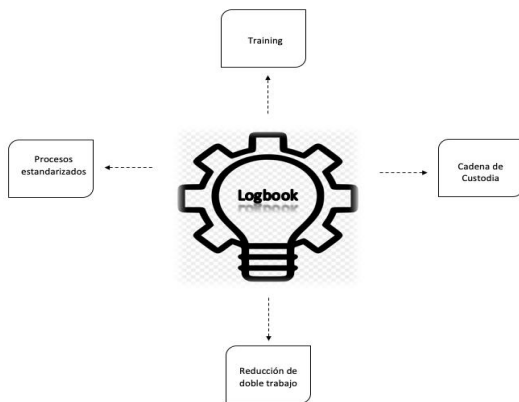 Training
Procesos
estandarizados
Logbook
Cadena de
Custodia
Reducción de
doble trabajo